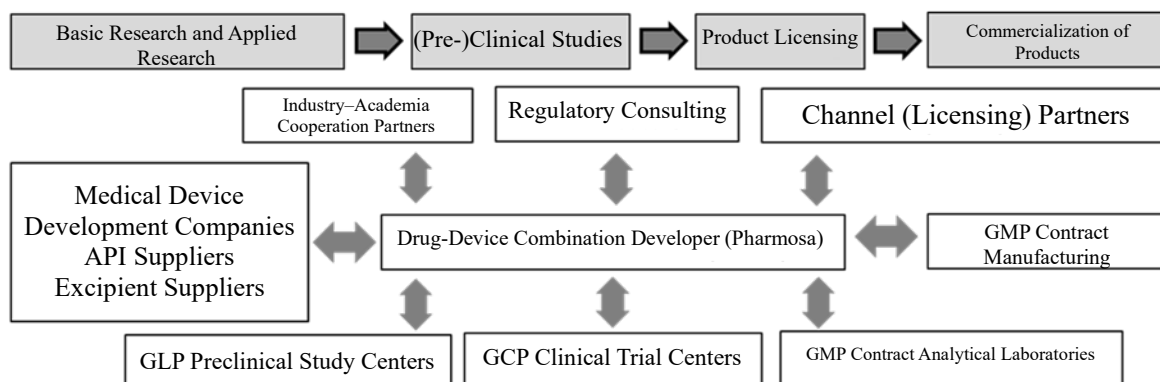 Basic Research and Applied
Research
(Pre-)Clinical Studies
Product Licensing
Commercialization of
Products
Industry–Academia
Cooperation Partners
Regulatory Consulting
Channel (Licensing) Partners
Medical Device
Development Companies
API Suppliers
Excipient Suppliers
Drug-Device Combination Developer (Pharmosa)
GMP Contract
Manufacturing
GLP Preclinical Study Centers
GCP Clinical Trial Centers
GMP Contract Analytical Laboratories